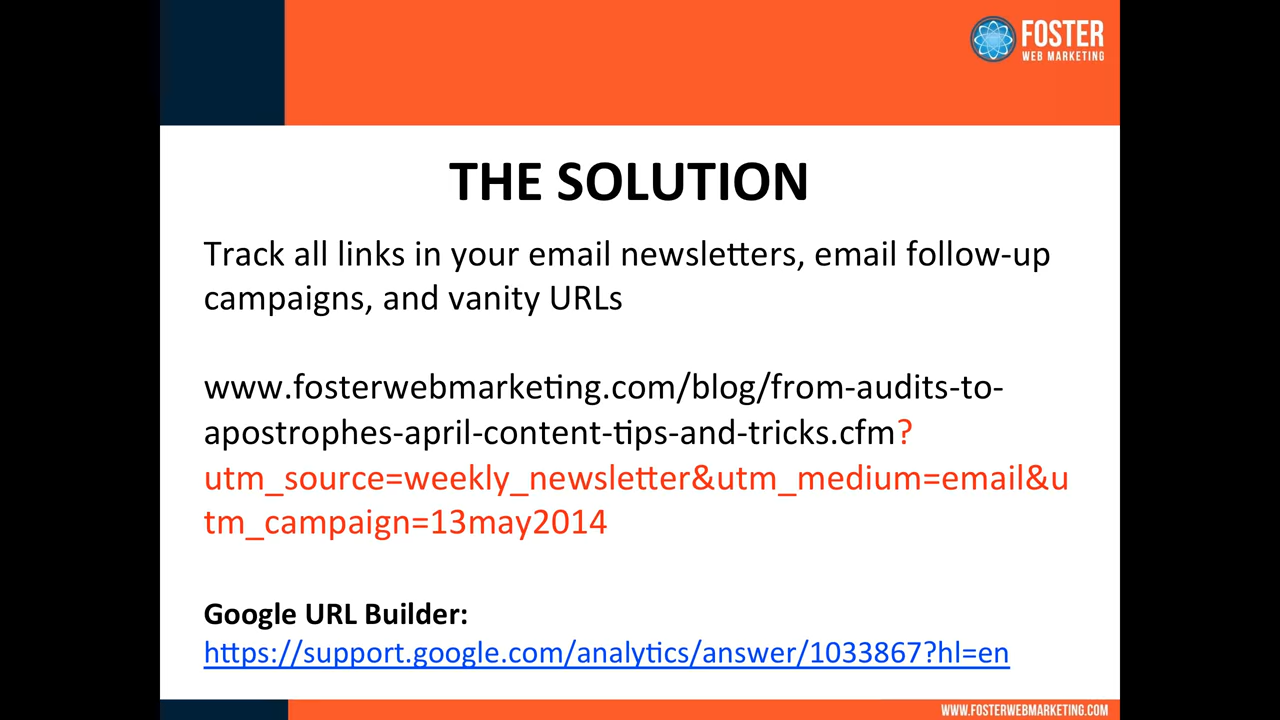 FOSTER
WEB MARKETING
THE SOLUTION
Track all links in your email newsletters, email follow-up
campaigns, and vanity URLs
www.fosterwebmarketing.com/blog/from-audits-to-
apostrophes-april-content-tips-and-tricks.cfm?
utm_source=weekly_newsletter&utm_medium=email&u
tm_campaign=13may2014
Google URL Builder:
https://support.google.com/analytics/answer/1033867?hl=en
WWW.FOSTERWEBMARKETING.COM